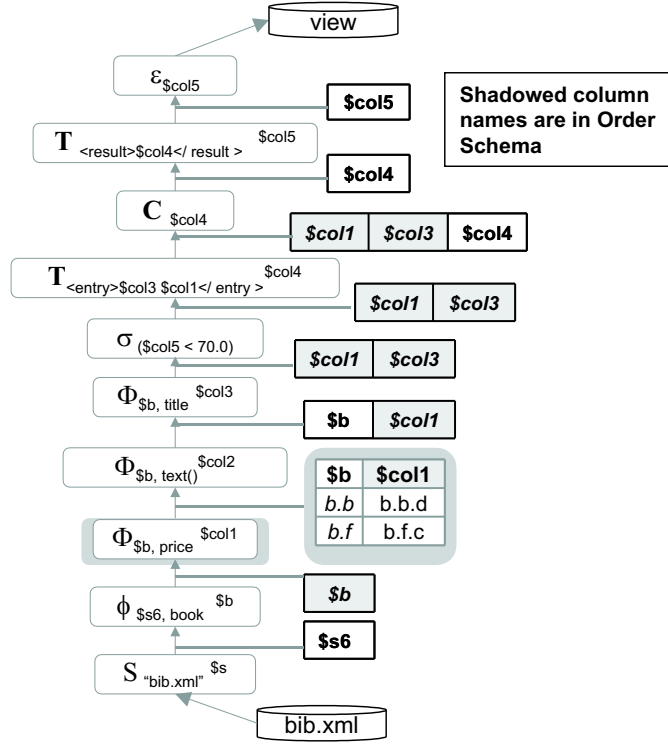 view
ε $col5
$col5
Shadowed column
names are in Order
Schema
T <result>$col4</ result > $col5
$col4
C $col4
$col1 $col3 $col4
T <entry>$col3 $col1</ entry > $col4
$col1 $col3
σ ($col5 < 70.0)
$col1 $col3
Φ $b, title $col3
$b $col1
Φ $b, text() $col2
$b $col1
b.b b.b.d
b.f b.f.c
Φ $b, price $col1
$b
ϕ $s6, book $b
$s6
S "bib.xml" $s
bib.xml